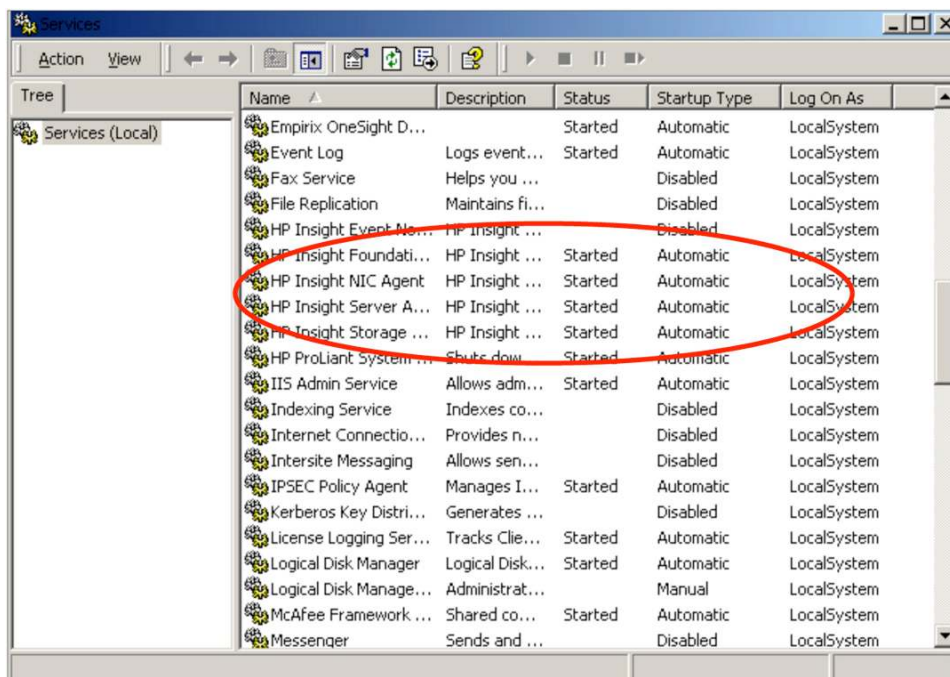 Services
Action View
Tree
Services (Local)
Name Description Status Startup Type Log On As
Empirix OneSight D... Started Automatic LocalSystem
Event Log Logs event... Started Automatic LocalSystem
Fax Service Helps you ... Disabled LocalSystem
File Replication Maintains fi... Disabled LocalSystem
HP Insight Event No... HP Insight ... Disabled LocalSystem
HP Insight Foundati... HP Insight ... Started Automatic LocalSystem
HP Insight NIC Agent HP Insight ... Started Automatic LocalSystem
HP Insight Server A... HP Insight ... Started Automatic LocalSystem
HP Insight Storage ... HP Insight ... Started Automatic LocalSystem
HP ProLiant System ... Shuts dow... Started Automatic LocalSystem
IIS Admin Service Allows adm... Started Automatic LocalSystem
Indexing Service Indexes co... Disabled LocalSystem
Internet Connectio... Provides n... Disabled LocalSystem
Intersite Messaging Allows sen... Disabled LocalSystem
IPSEC Policy Agent Manages I... Started Automatic LocalSystem
Kerberos Key Distri... Generates ... Disabled LocalSystem
License Logging Ser... Tracks Clie... Started Automatic LocalSystem
Logical Disk Manager Logical Disk... Started Automatic LocalSystem
Logical Disk Manage... Administrat... Manual LocalSystem
McAfee Framework ... Shared co... Started Automatic LocalSystem
Messenger Sends and ... Disabled LocalSystem